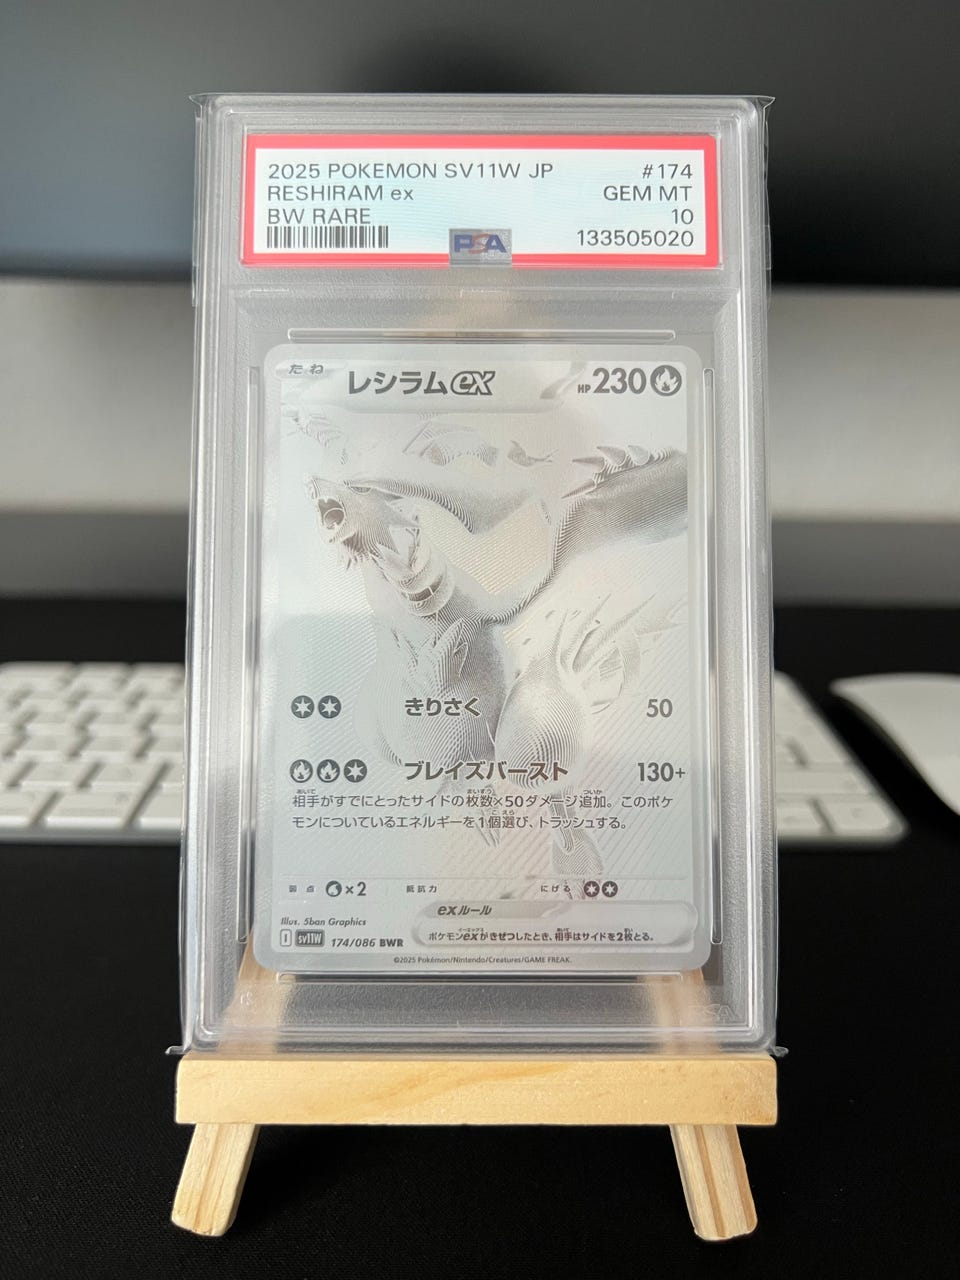 2025 POKEMON SV11W JP #174
RESHIRAM ex GEM MT
BW RARE 10
PSA 133505020
たね レシラムex HP230
きりさく 50
ブレイズバースト 130+
相手がすでにとったサイドの枚数×50ダメージ追加。このポケ
モンについているエネルギーを1個選び、トラッシュする。
弱点 ×2 抵抗力 にげる
exルール
ポケモンexがきぜつしたとき、相手はサイドを2枚とる。
Illus. 5ban Graphics
I sv11W 174/086 BWR
©2025 Pokémon/Nintendo/Creatures/GAME FREAK.